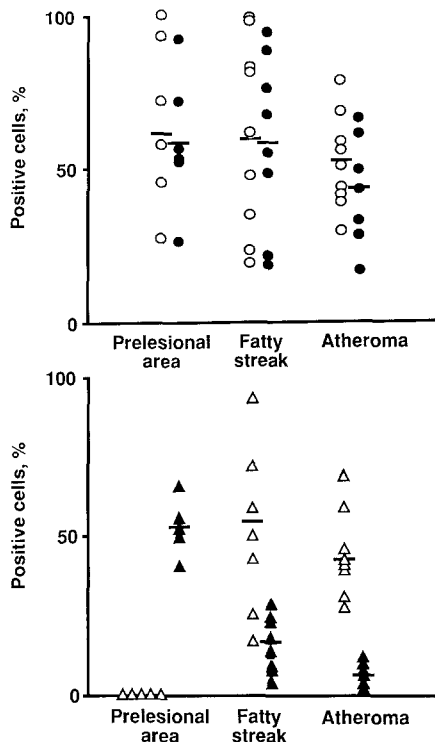 100
Positive cells, %
50
0
Prelesional area
Fatty streak
Atheroma
100
Positive cells, %
50
0
Prelesional area
Fatty streak
Atheroma